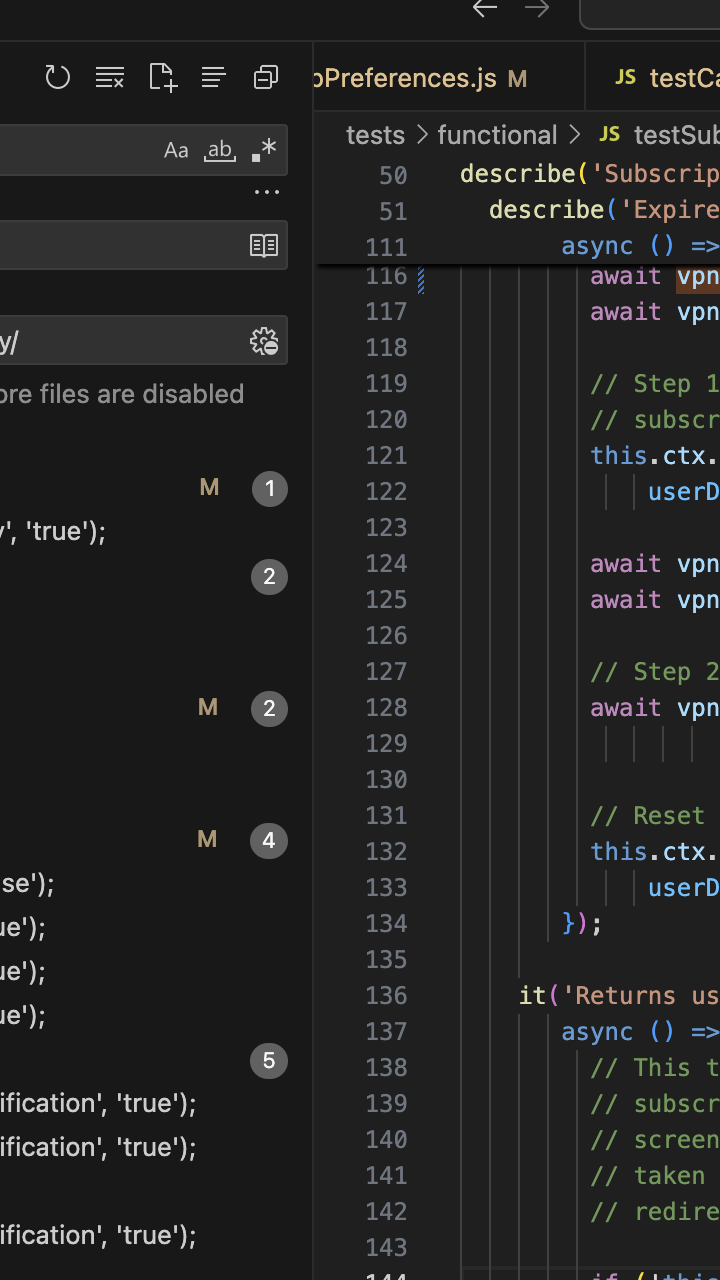 bPreferences.js M
JS testCa
Aa ab .*
...
y/
ore files are disabled
M 1
y', 'true');
2
M 2
M 4
se');
ue');
ue');
ue');
5
ification', 'true');
ification', 'true');
ification', 'true');
tests > functional > JS testSub
50 describe('Subscrip
51 describe('Expire
111 async () =>
116 await vpn
117 await vpn
118
119 // Step 1
120 // subscr
121 this.ctx.
122 userD
123
124 await vpn
125 await vpn
126
127 // Step 2
128 await vpn
129
130
131 // Reset
132 this.ctx.
133 userD
134 });
135
136 it('Returns us
137 async () =>
138 // This t
139 // subscr
140 // screen
141 // taken
142 // redire
143
144 if (!this